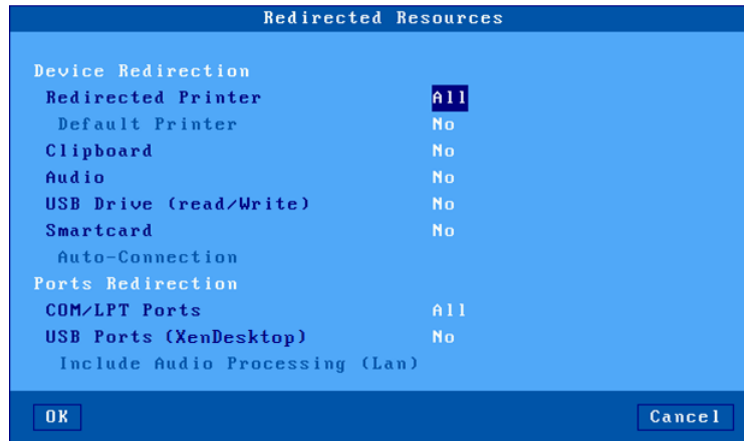 Redirected Resources
Device Redirection
Redirected Printer All
Default Printer No
Clipboard No
Audio No
USB Drive (read/Write) No
Smartcard No
Auto-Connection
Ports Redirection
COM/LPT Ports All
USB Ports (XenDesktop) No
Include Audio Processing (Lan)
OK Cancel